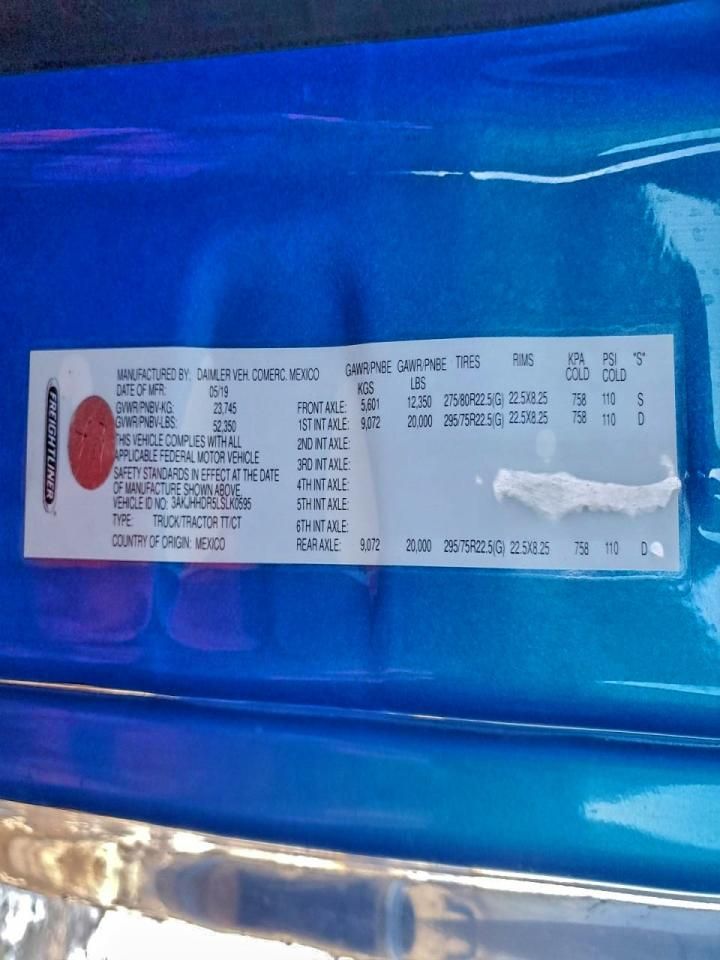 FREIGHTLINER
MANUFACTURED BY: DAIMLER VEH. COMERC. MEXICO
DATE OF MFR: 05/19
GVWR/PNBV-KG: 23,745
GVWR/PNBV-LBS: 52,350
THIS VEHICLE COMPLIES WITH ALL
APPLICABLE FEDERAL MOTOR VEHICLE
SAFETY STANDARDS IN EFFECT AT THE DATE
OF MANUFACTURE SHOWN ABOVE
VEHICLE ID NO: 3AKJHHDR5LSLK0595
TYPE: TRUCK/TRACTOR TT/CT
COUNTRY OF ORIGIN: MEXICO
GAWR/PNBE GAWR/PNBE TIRES RIMS KPA PSI "S"
KGS LBS COLD COLD
FRONT AXLE: 5,601 12,350 275/80R22.5(G) 22.5X8.25 758 110 S
1ST INT AXLE: 9,072 20,000 295/75R22.5(G) 22.5X8.25 758 110 D
2ND INT AXLE:
3RD INT AXLE:
4TH INT AXLE:
5TH INT AXLE:
6TH INT AXLE:
REAR AXLE: 9,072 20,000 295/75R22.5(G) 22.5X8.25 758 110 D